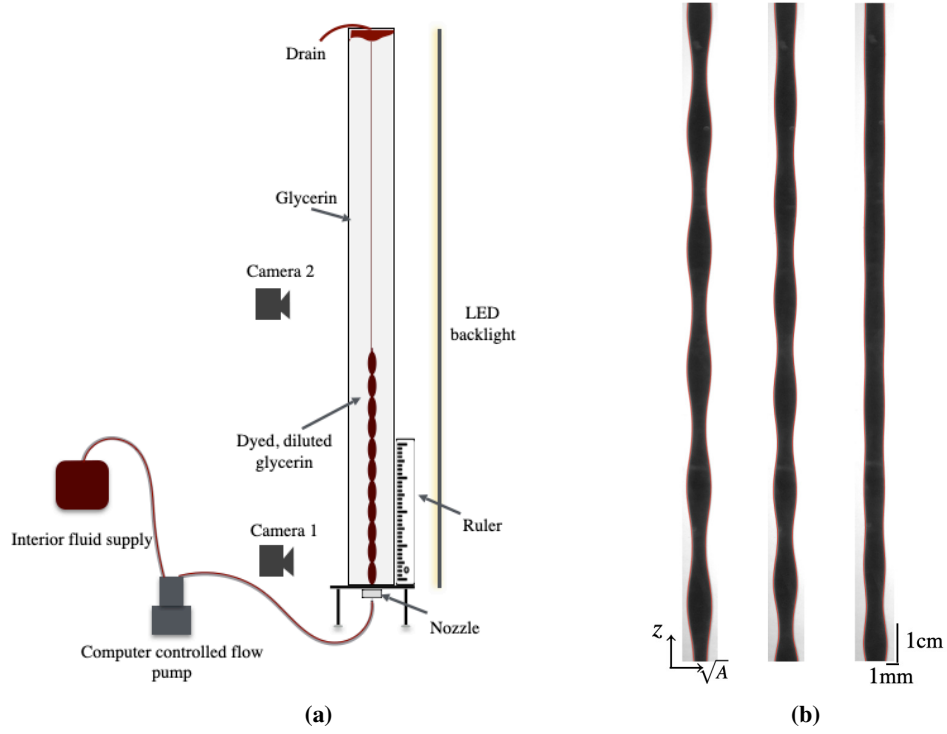 Drain
Glycerin
Camera 2
LED
backlight
Dyed, diluted
glycerin
Ruler
Interior fluid supply
Camera 1
0
Nozzle
Computer controlled flow
pump
z
√A
1cm
1mm
(a)
(b)